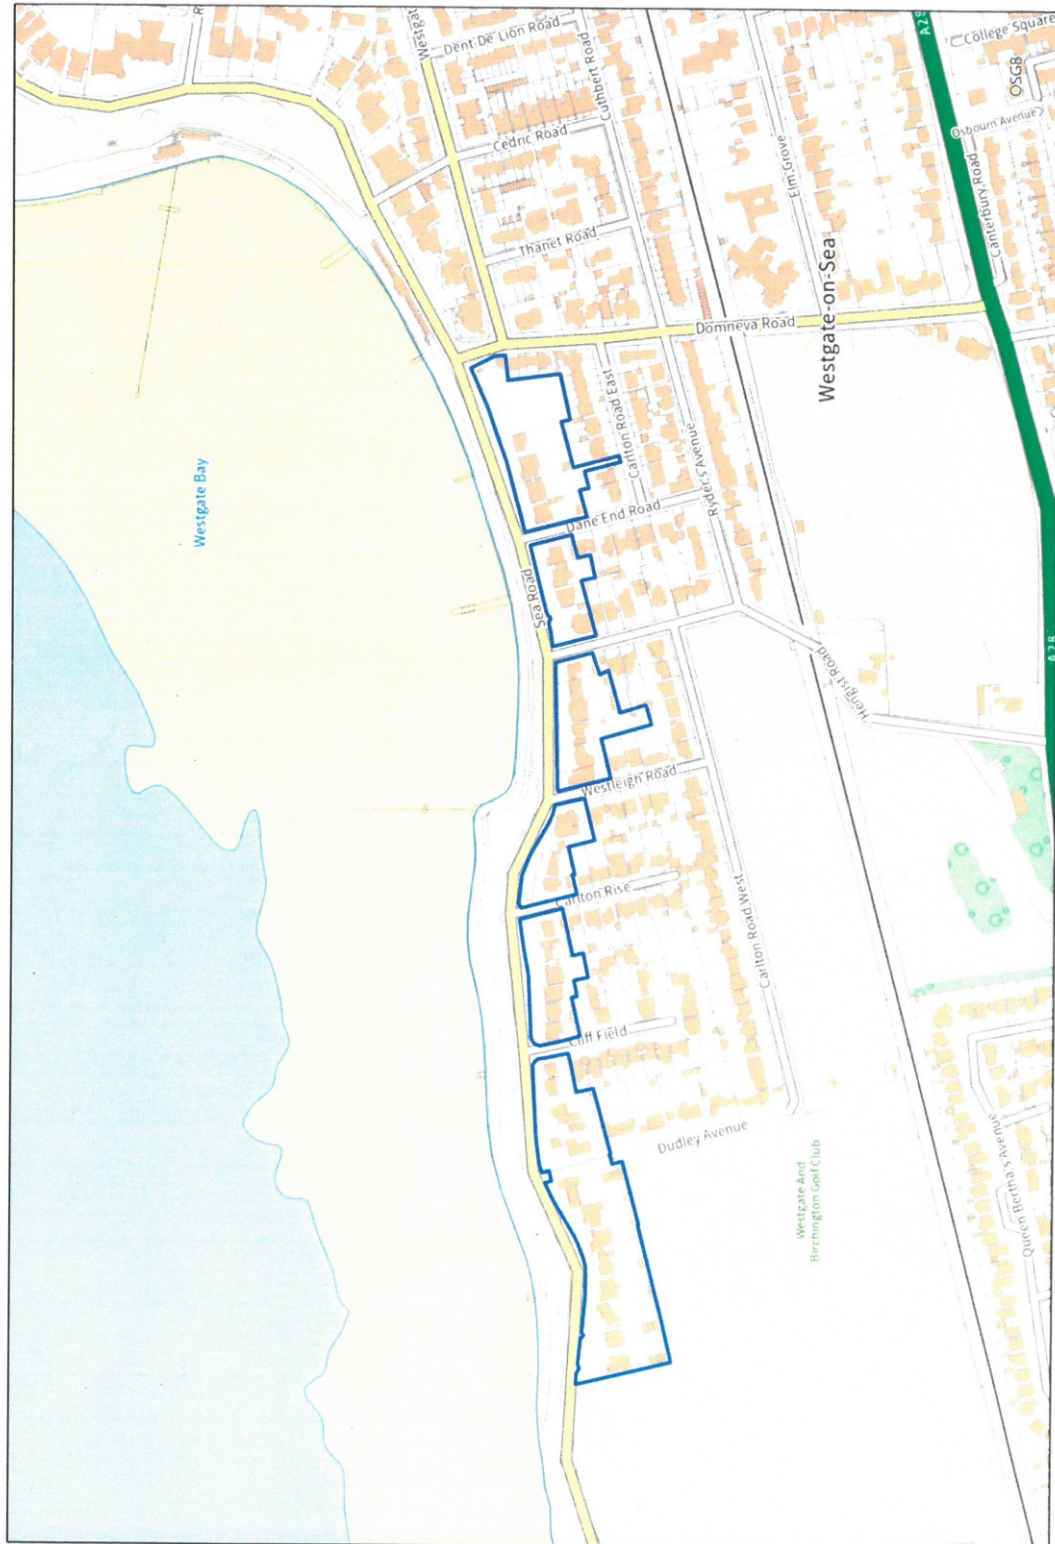 Westgate
Dent De Lion Road
Cuthbert Road
A28
College Square
OSGB
Osbourn Avenue
Cedric Road
Elm Grove
Canterbury Road
Thanet Road
Westgate-on-Sea
Domneva Road
Carlton Road East
Westgate Bay
Ryder's Avenue
Dane End Road
Sea Road
Hengist Road
A28
Westleigh Road
Carlton Rise
Carlton Road West
Cliff Field
Dudley Avenue
Westgate And
Birchington Golf Club
Queen Bertha's Avenue